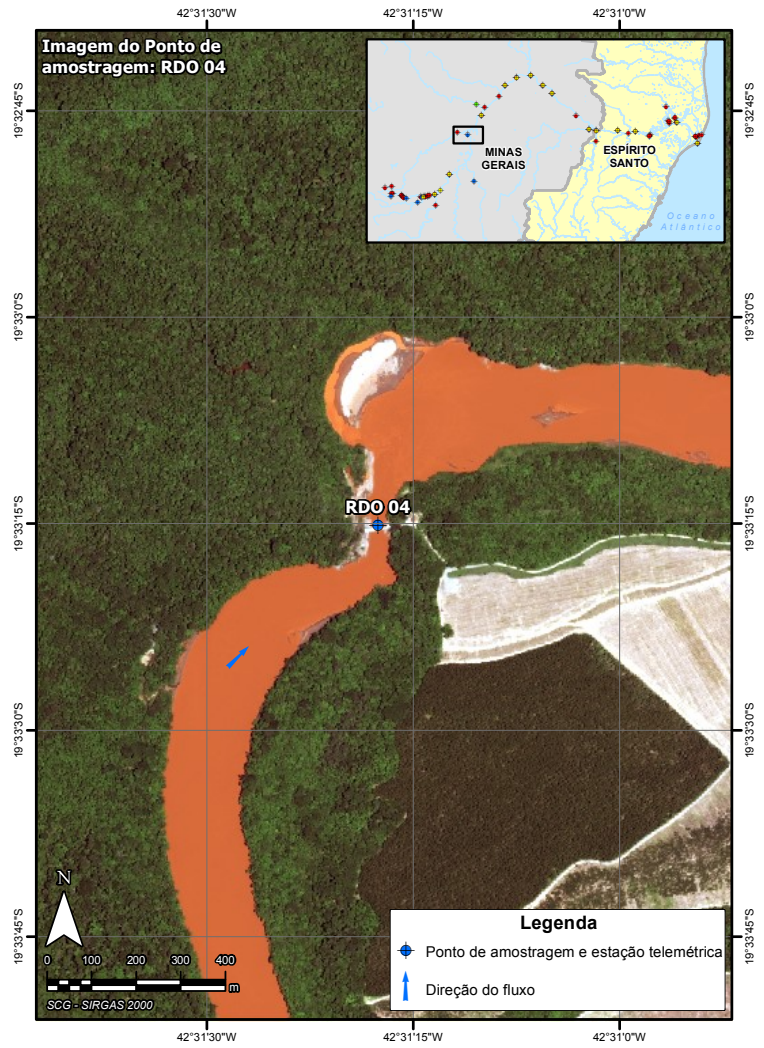 42°31'30"W
42°31'15"W
42°31'0"W
Imagem do Ponto de
amostragem: RDO 04
MINAS
GERAIS
ESPÍRITO
SANTO
Oceano
Atlântico
19°32'45"S
19°32'45"S
19°33'0"S
19°33'0"S
RDO 04
19°33'15"S
19°33'15"S
19°33'30"S
19°33'30"S
19°33'45"S
19°33'45"S
N
0 100 200 300 400
m
SCG - SIRGAS 2000
Legenda
Ponto de amostragem e estação telemétrica
Direção do fluxo
42°31'30"W
42°31'15"W
42°31'0"W